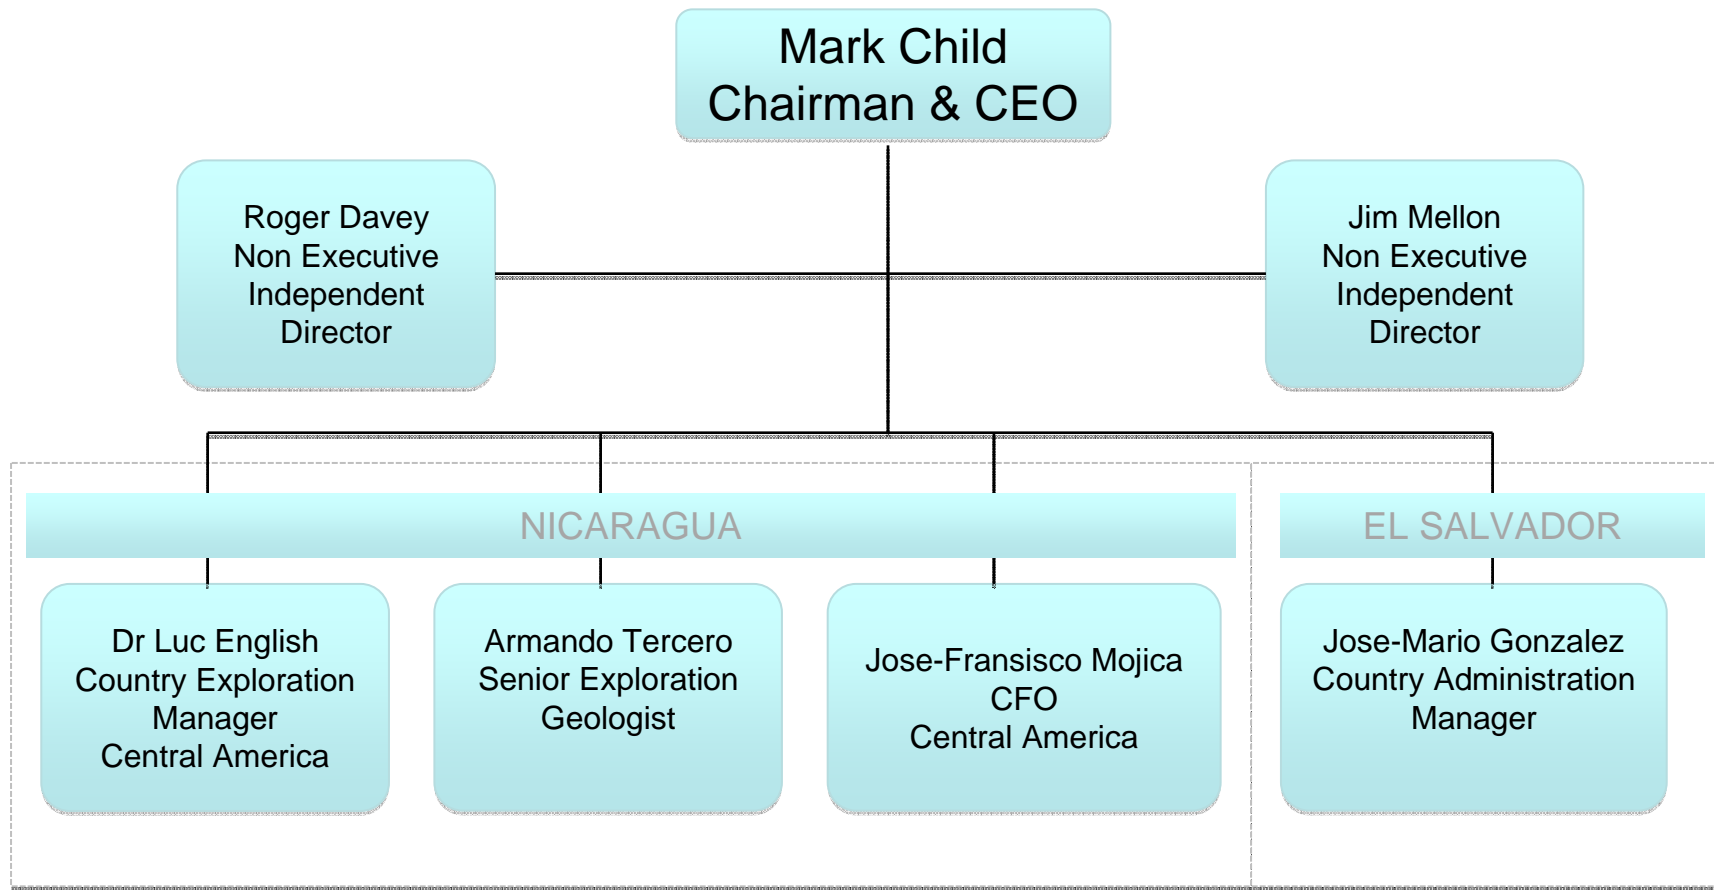 Mark Child
Chairman & CEO
Roger Davey
Non Executive
Independent
Director
Jim Mellon
Non Executive
Independent
Director
NICARAGUA
EL SALVADOR
Dr Luc English
Country Exploration
Manager
Central America
Armando Tercero
Senior Exploration
Geologist
Jose-Fransisco Mojica
CFO
Central America
Jose-Mario Gonzalez
Country Administration
Manager